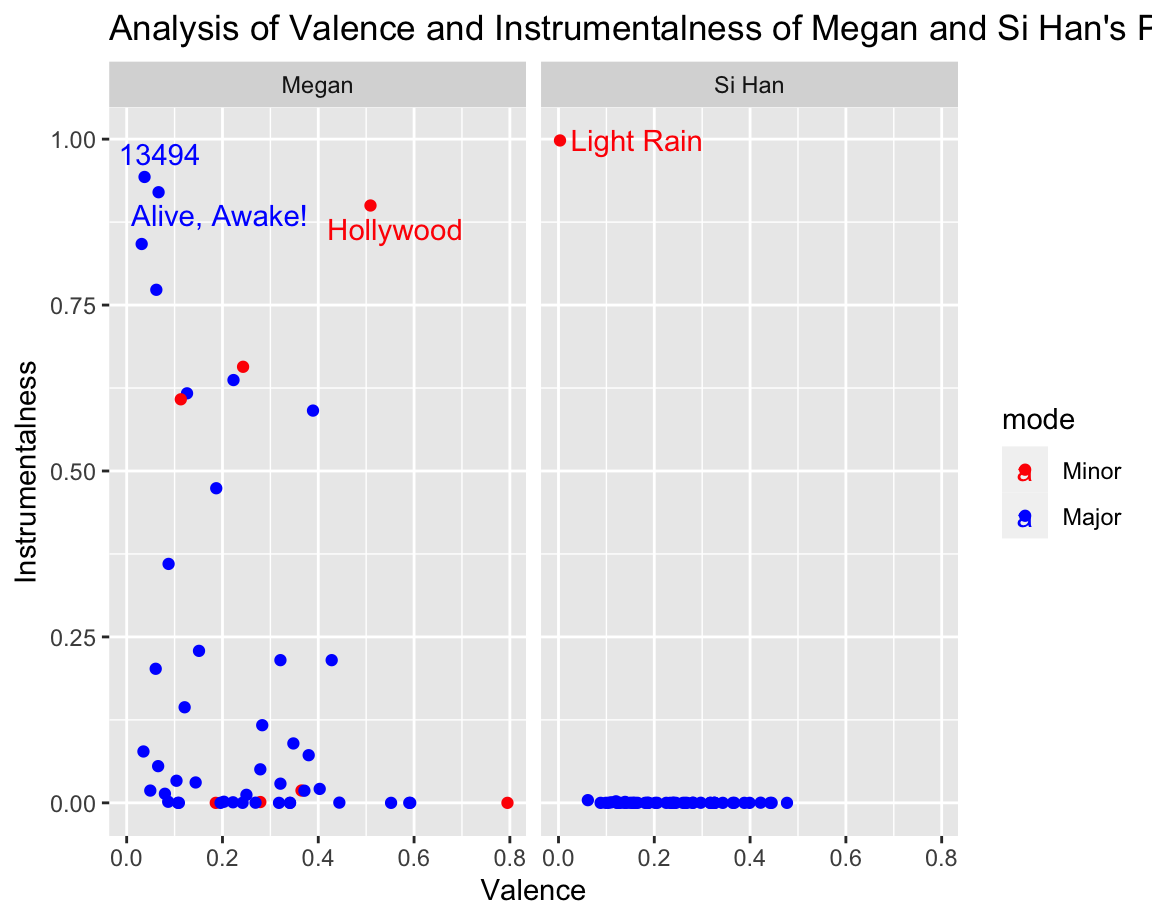 Analysis of Valence and Instrumentalness of Megan and Si Han's P
Megan
Si Han
1.00
0.75
0.50
0.25
0.00
Instrumentalness
13494
Alive, Awake!
Hollywood
Light Rain
0.0 0.2 0.4 0.6 0.8
0.0 0.2 0.4 0.6 0.8
Valence
mode
a Minor
a Major